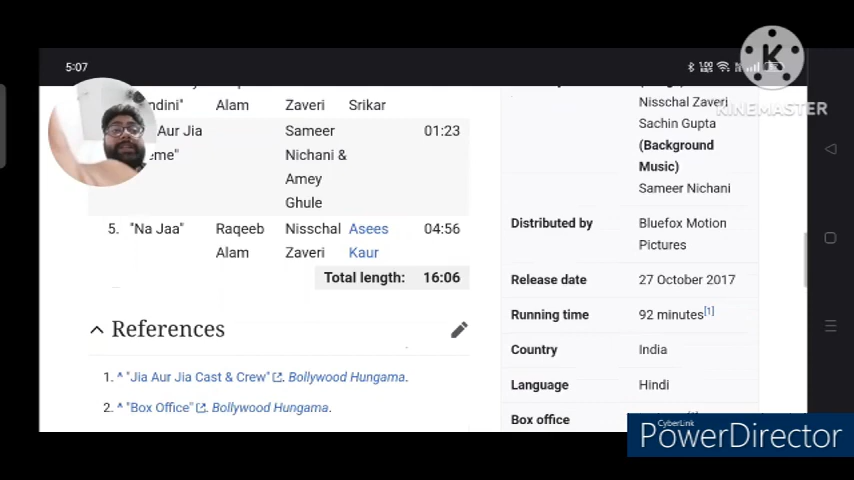 5:07
KINEMASTER
Alam Zaveri Srikar
Aur Jia Sameer 01:23
Nichani &
Amey
Ghule
5. "Na Jaa" Raqeeb Nisschal Asees 04:56
Alam Zaveri Kaur
Total length: 16:06
References
1. ^ "Jia Aur Jia Cast & Crew". Bollywood Hungama.
2. ^ "Box Office". Bollywood Hungama.
Nisschal Zaveri
Sachin Gupta
(Background
Music)
Sameer Nichani
Distributed by Bluefox Motion
Pictures
Release date 27 October 2017
Running time 92 minutes[1]
Country India
Language Hindi
Box office
CyberLink
PowerDirector